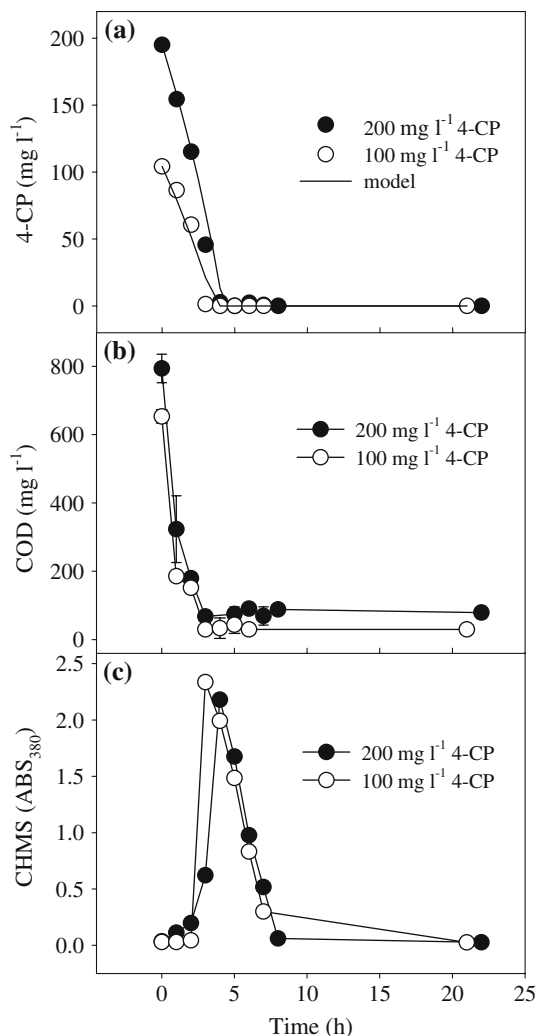 (a)
200
150
100
50
0
4-CP (mg l⁻¹)
200 mg l⁻¹ 4-CP
100 mg l⁻¹ 4-CP
model
(b)
800
600
400
200
0
COD (mg l⁻¹)
200 mg l⁻¹ 4-CP
100 mg l⁻¹ 4-CP
(c)
2.5
2.0
1.5
1.0
0.5
0.0
CHMS (ABS₃₈₀)
200 mg l⁻¹ 4-CP
100 mg l⁻¹ 4-CP
0 5 10 15 20 25
Time (h)